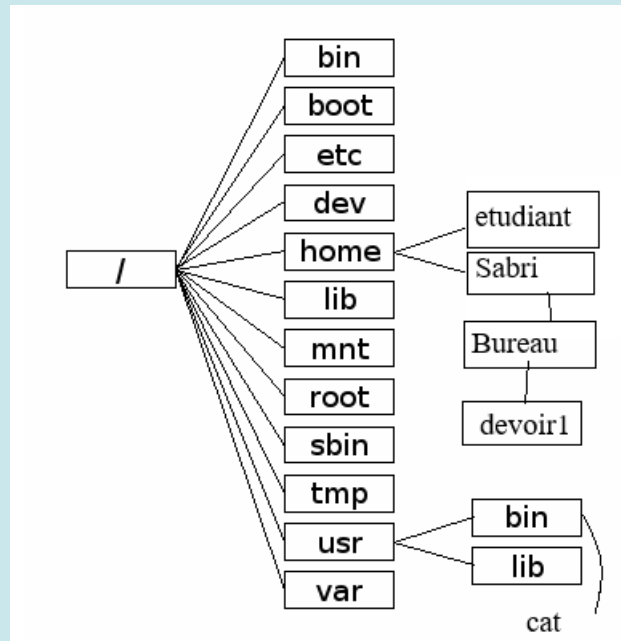 /
bin
boot
etc
dev
home
lib
mnt
root
sbin
tmp
usr
var
etudiant
Sabri
Bureau
devoir1
bin
lib
cat